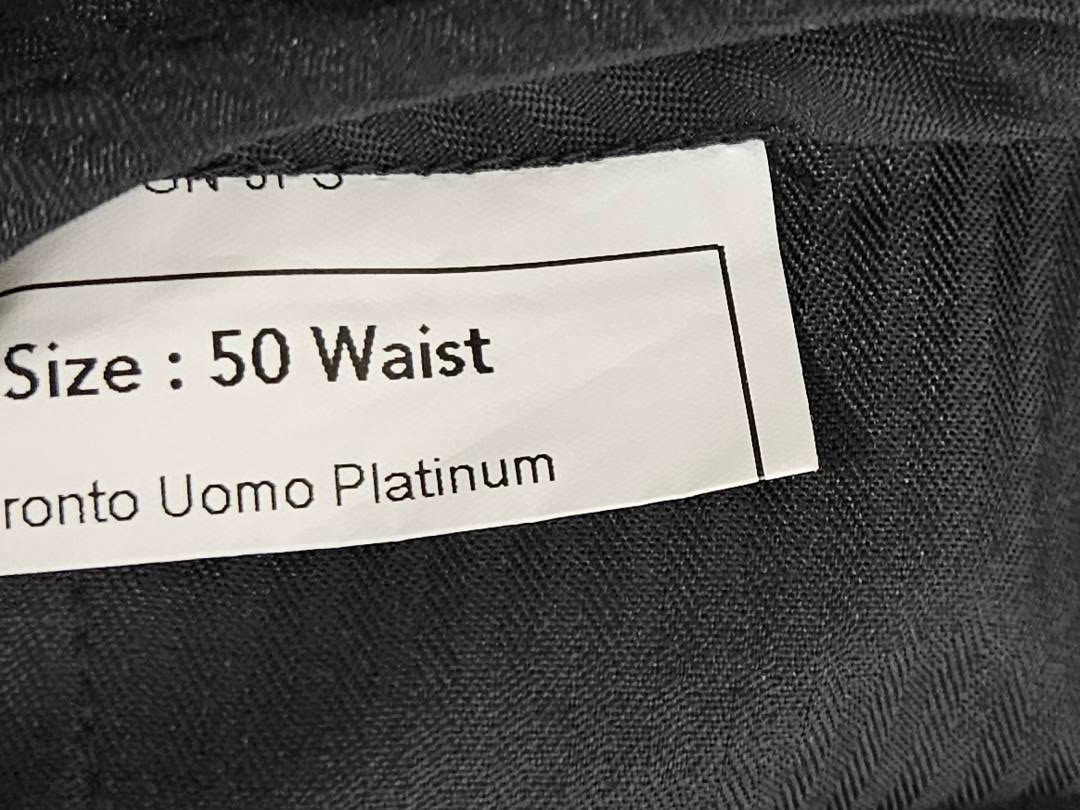 Size : 50 Waist
ronto Uomo Platinum